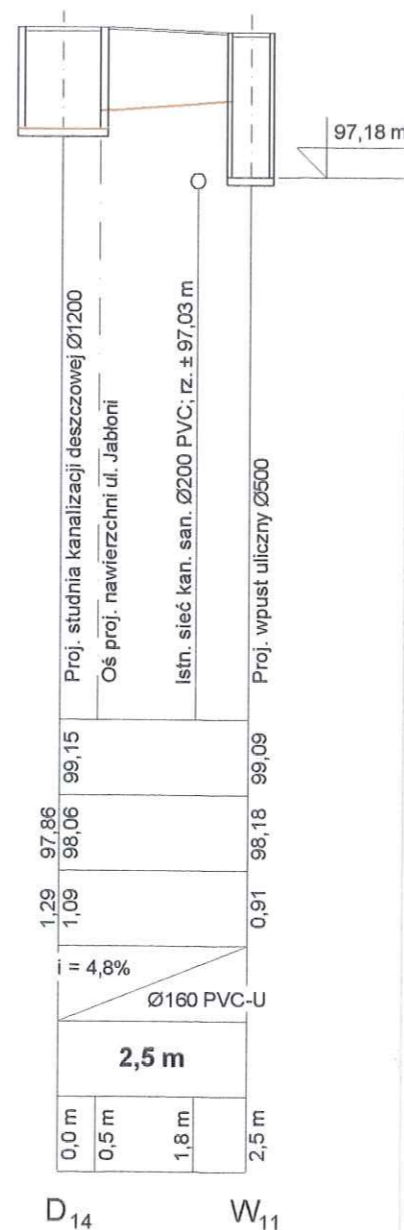 97,18 m
Proj. studnia kanalizacji deszczowej Ø1200
Oś proj. nawierzchni ul. Jabłoni
Istn. sieć kan. san. Ø200 PVC; rz. ± 97,03 m
Proj. wpust uliczny Ø500
99,15
99,09
97,86
98,06
98,18
1,29
1,09
0,91
i = 4,8%
Ø160 PVC-U
2,5 m
0,0 m
0,5 m
1,8 m
2,5 m
D14
W11